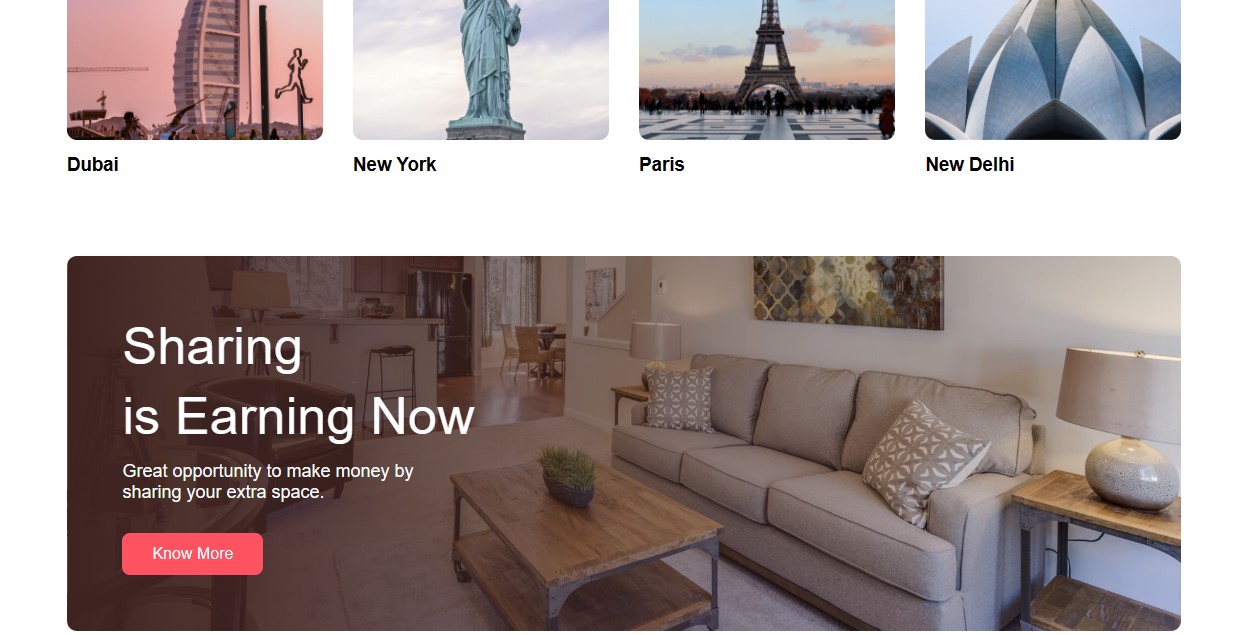 Dubai
New York
Paris
New Delhi
Sharing
is Earning Now
Great opportunity to make money by
sharing your extra space.
Know More